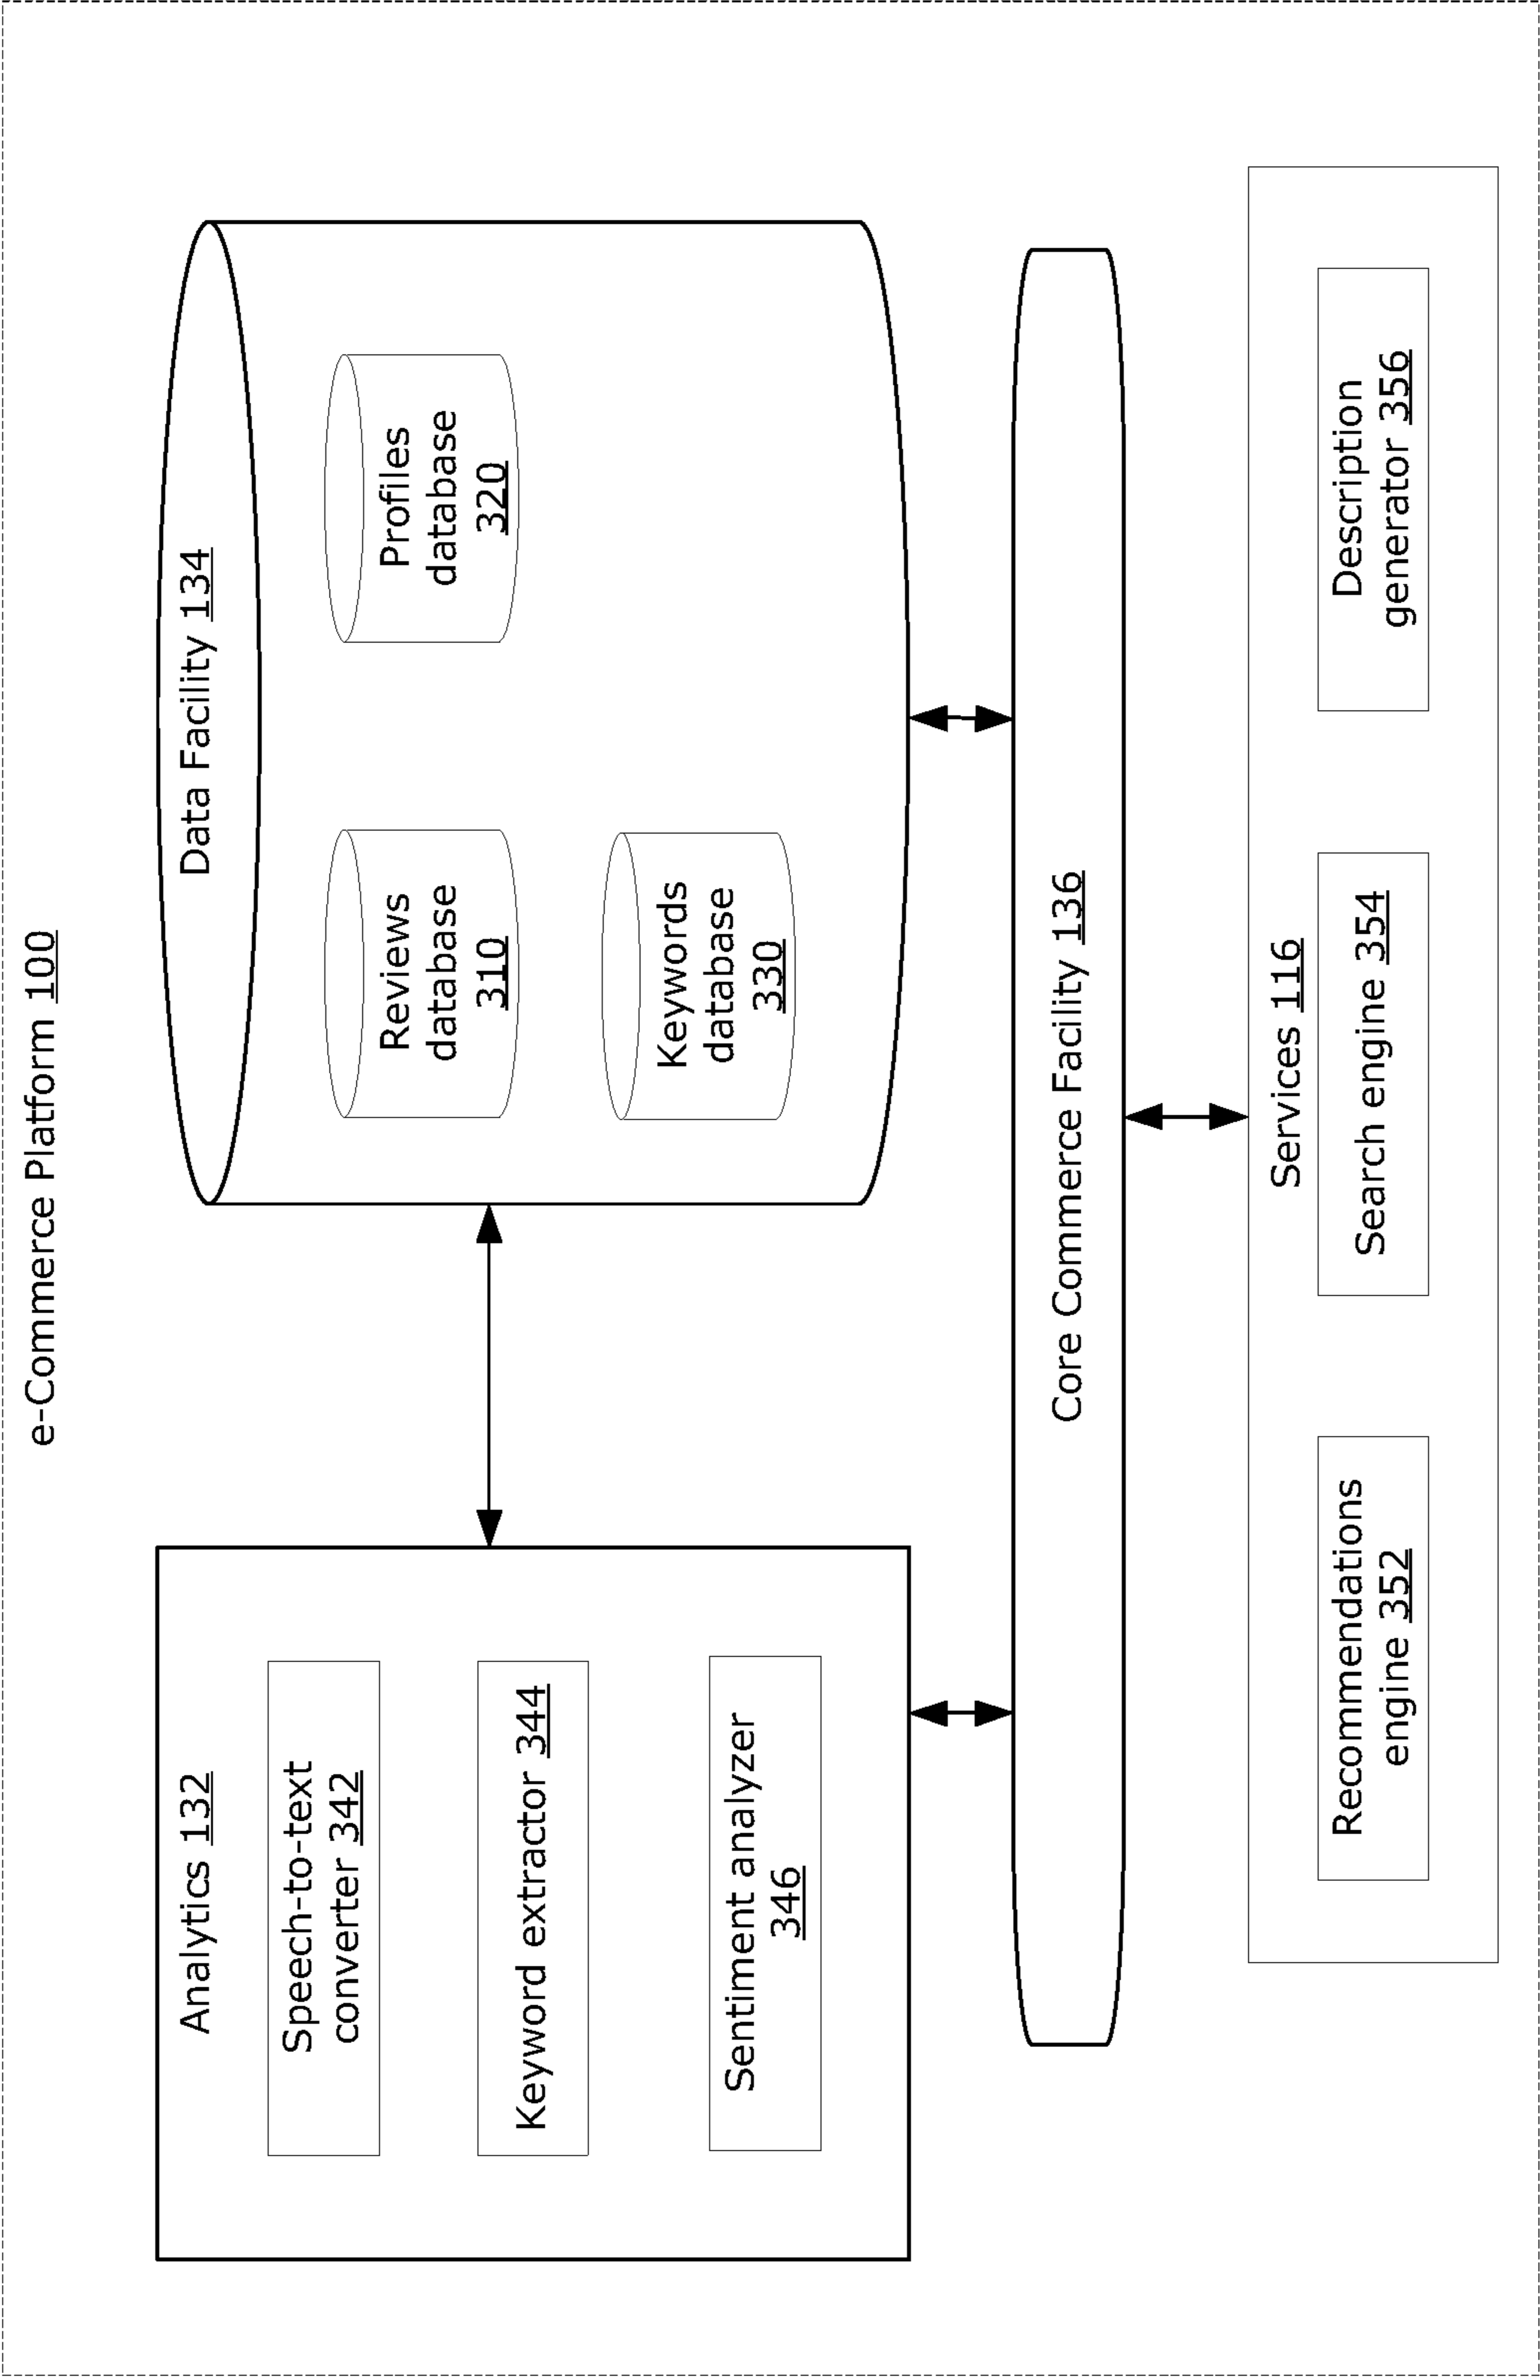 e-Commerce Platform 100
Analytics 132
Speech-to-text
converter 342
Keyword extractor 344
Sentiment analyzer
346
Data Facility 134
Reviews
database
310
Profiles
database
320
Keywords
database
330
Core Commerce Facility 136
Services 116
Recommendations
engine 352
Search engine 354
Description
generator 356